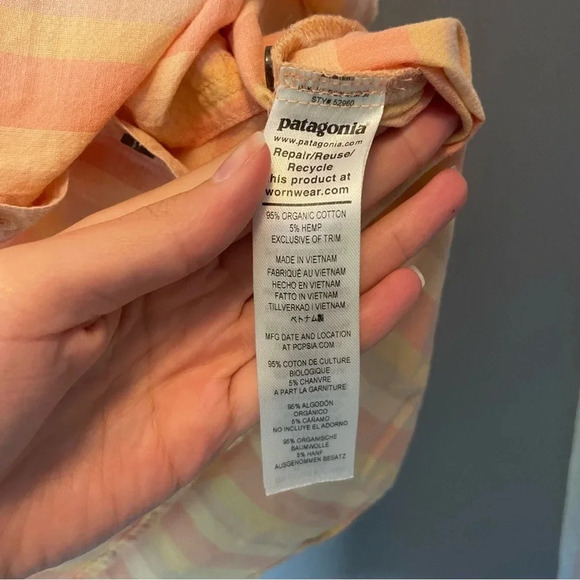 STY# 52960
patagonia
www.patagonia.com
Repair/Reuse/
Recycle
his product at
wornwear.com
95% ORGANIC COTTON
5% HEMP
EXCLUSIVE OF TRIM
MADE IN VIETNAM
FABRIQUÉ AU VIETNAM
HECHO EN VIETNAM
FATTO IN VIETNAM
TILLVERKAD I VIETNAM
ベトナム製
MFG DATE AND LOCATION
AT PCPSIA.COM
95% COTON DE CULTURE
BIOLOGIQUE
5% CHANVRE
A PART LA GARNITURE
95% ALGODÓN
ORGÁNICO
5% CÁÑAMO
NO INCLUYE EL ADORNO
95% ORGANISCHE
BAUMWOLLE
5% HANF
AUSGENOMMEN BESATZ